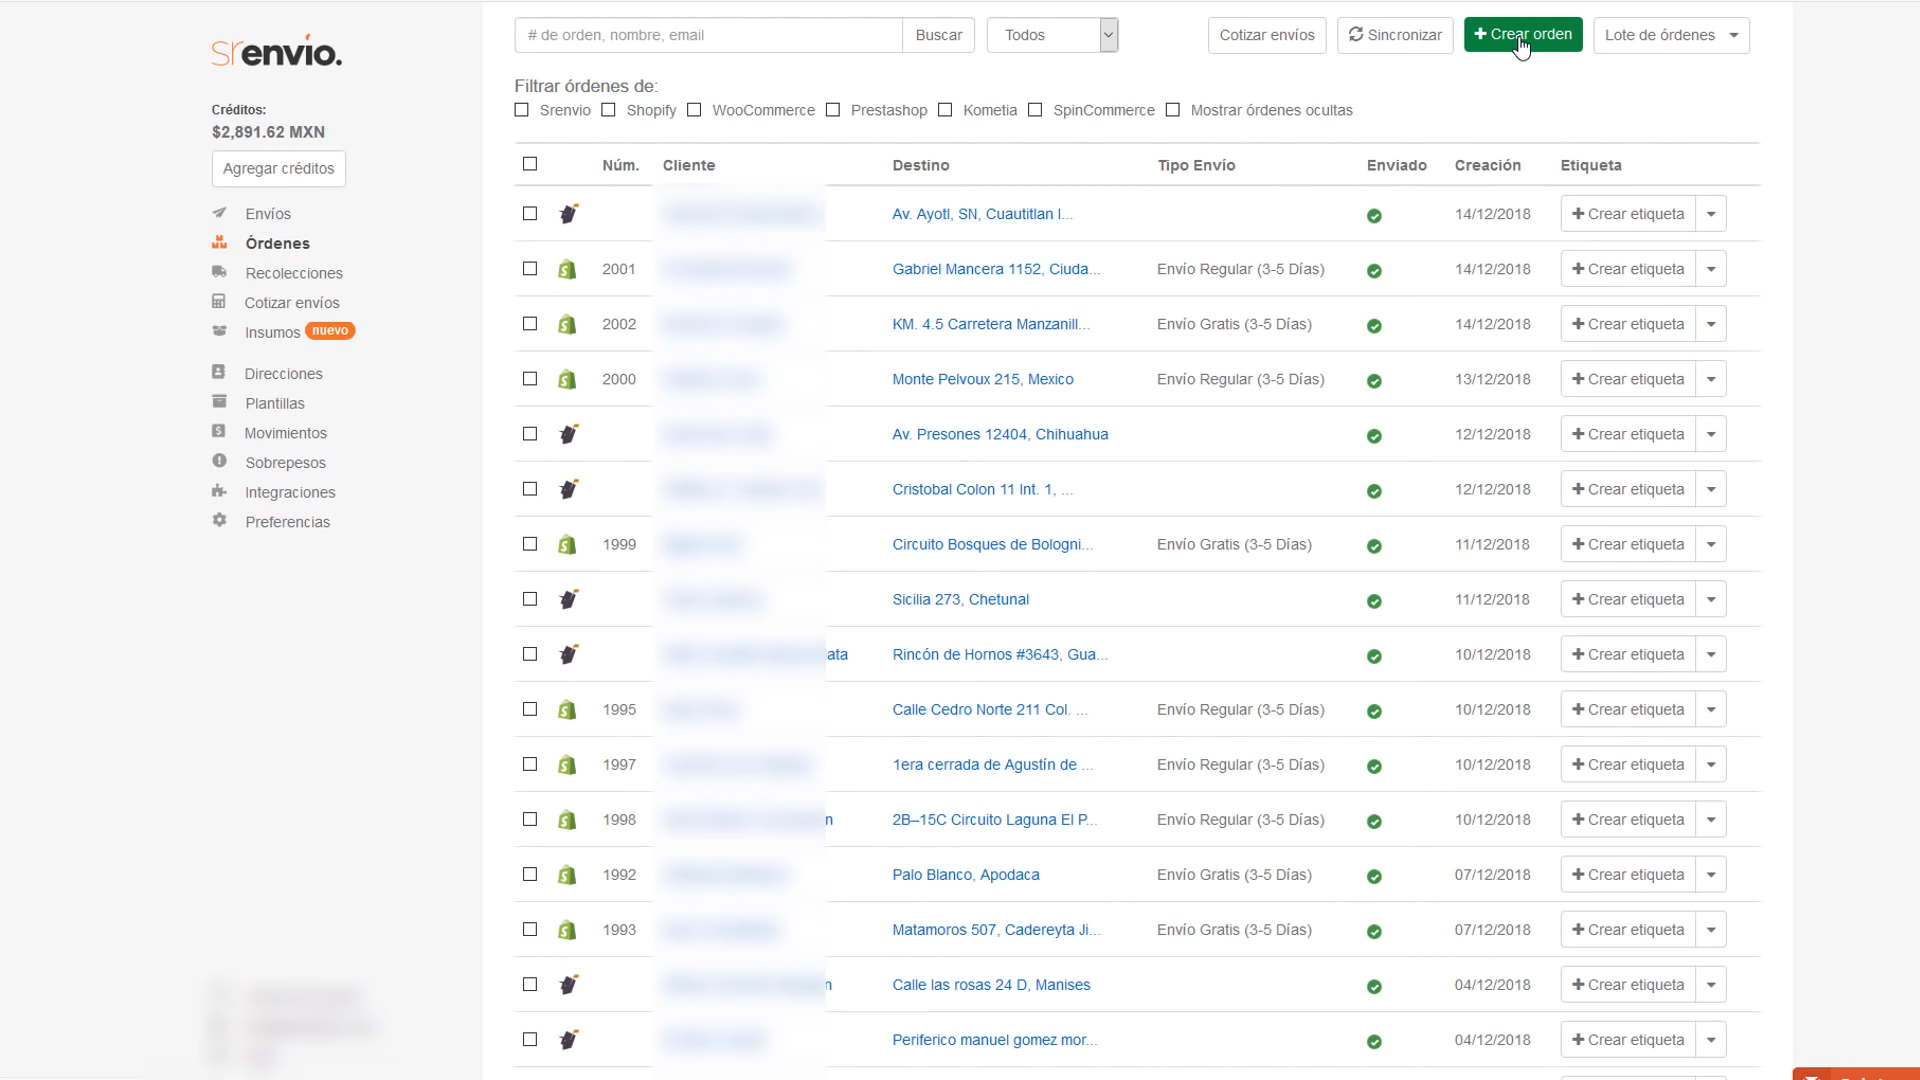 # de orden, nombre, email Buscar Todos Cotizar envíos Sincronizar Crear orden Lote de órdenes
srenvío.
Créditos:
$2,891.62 MXN
Agregar créditos
Envíos
Órdenes
Recolecciones
Cotizar envíos
Insumos nuevo
Direcciones
Plantillas
Movimientos
Sobrepesos
Integraciones
Preferencias
Filtrar órdenes de:
Srenvio Shopify WooCommerce Prestashop Kometia SpinCommerce Mostrar órdenes ocultas
Núm. Cliente Destino Tipo Envío Enviado Creación Etiqueta
Av. Ayotl, SN, Cuautitlan I... 14/12/2018 Crear etiqueta
2001 Gabriel Mancera 1152, Ciuda... Envío Regular (3-5 Días) 14/12/2018 Crear etiqueta
2002 KM. 4.5 Carretera Manzanill... Envío Gratis (3-5 Días) 14/12/2018 Crear etiqueta
2000 Monte Pelvoux 215, Mexico Envío Regular (3-5 Días) 13/12/2018 Crear etiqueta
Av. Presones 12404, Chihuahua 12/12/2018 Crear etiqueta
Cristobal Colon 11 Int. 1, ... 12/12/2018 Crear etiqueta
1999 Circuito Bosques de Bologni... Envío Gratis (3-5 Días) 11/12/2018 Crear etiqueta
Sicilia 273, Chetunal 11/12/2018 Crear etiqueta
ata Rincón de Hornos #3643, Gua... 10/12/2018 Crear etiqueta
1995 Calle Cedro Norte 211 Col. ... Envío Regular (3-5 Días) 10/12/2018 Crear etiqueta
1997 1era cerrada de Agustín de ... Envío Regular (3-5 Días) 10/12/2018 Crear etiqueta
1998 n 2B–15C Circuito Laguna El P... Envío Regular (3-5 Días) 10/12/2018 Crear etiqueta
1992 Palo Blanco, Apodaca Envío Gratis (3-5 Días) 07/12/2018 Crear etiqueta
1993 Matamoros 507, Cadereyta Ji... Envío Gratis (3-5 Días) 07/12/2018 Crear etiqueta
n Calle las rosas 24 D, Manises 04/12/2018 Crear etiqueta
Periferico manuel gomez mor... 04/12/2018 Crear etiqueta